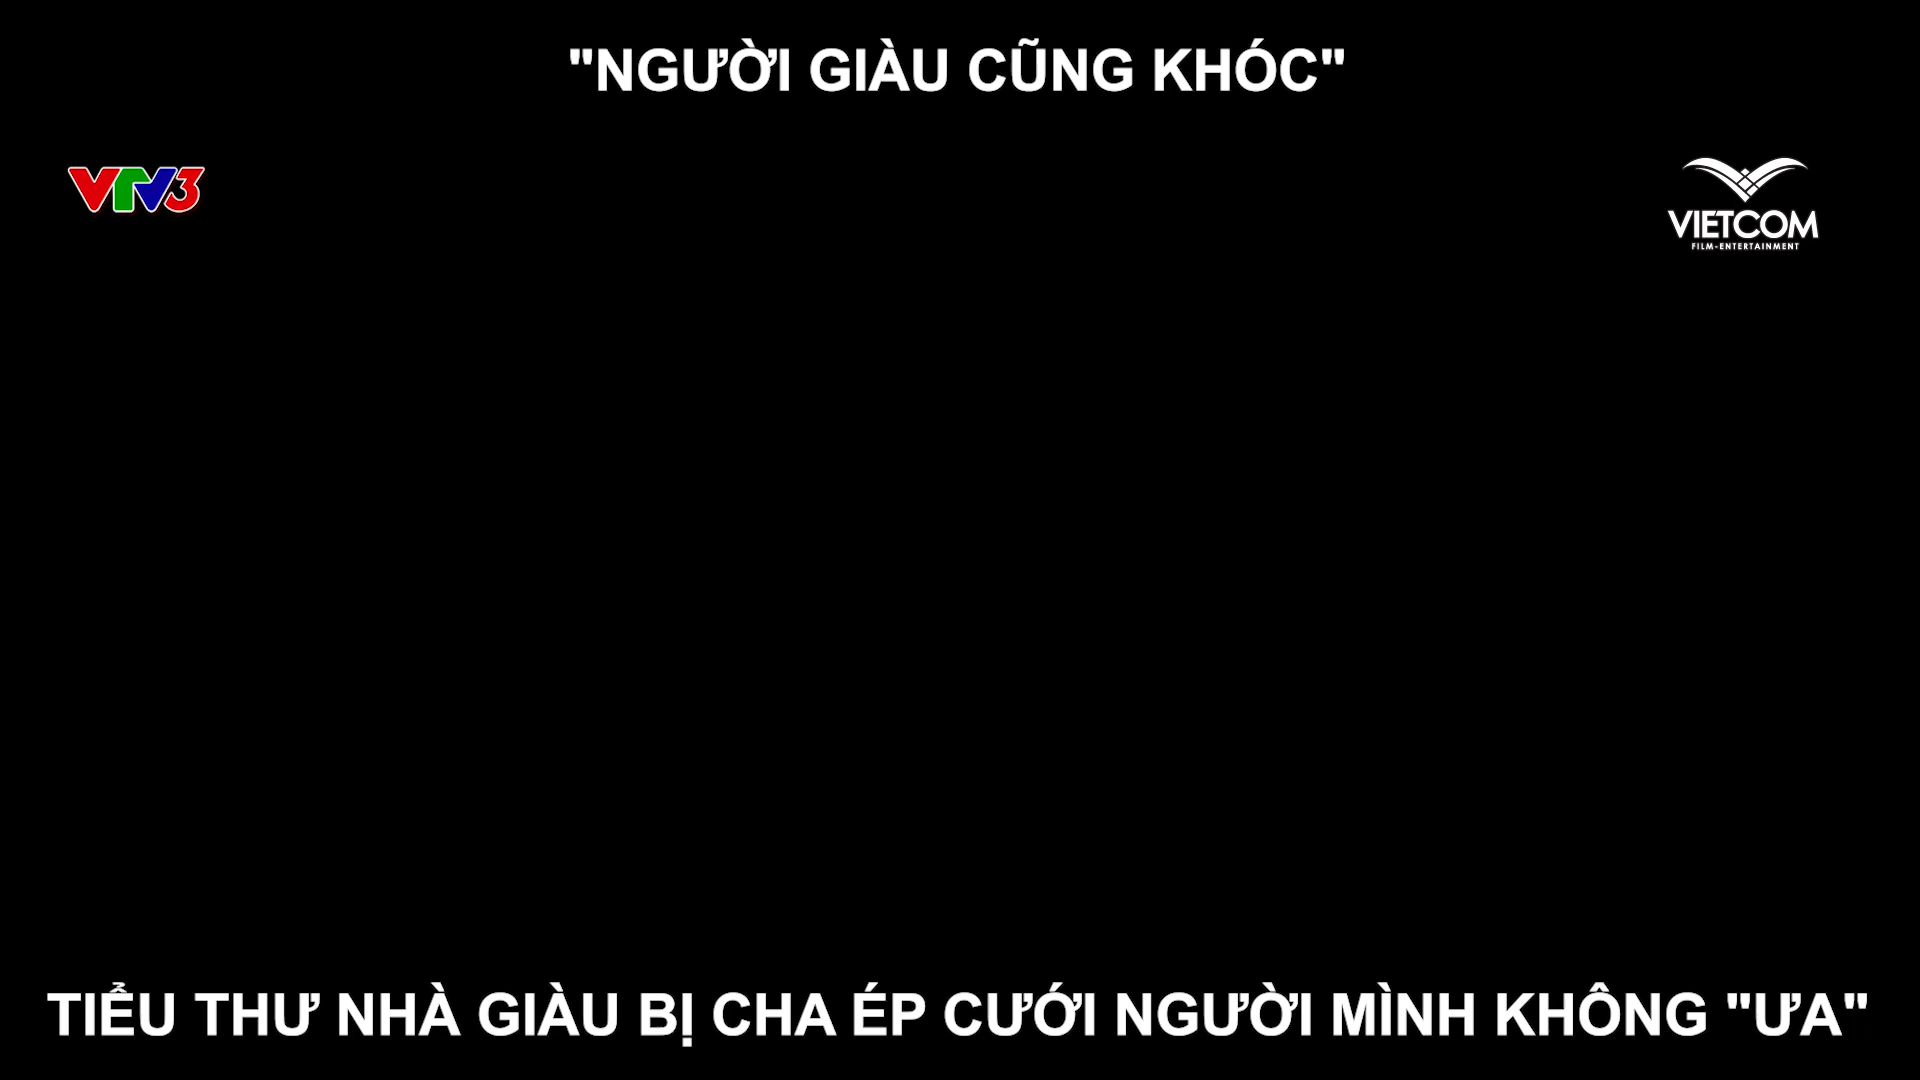 "NGƯỜI GIÀU CŨNG KHÓC"
VTV3
VIETCOM
FILM-ENTERTAINMENT
TIỂU THƯ NHÀ GIÀU BỊ CHA ÉP CƯỚI NGƯỜI MÌNH KHÔNG "ƯA"